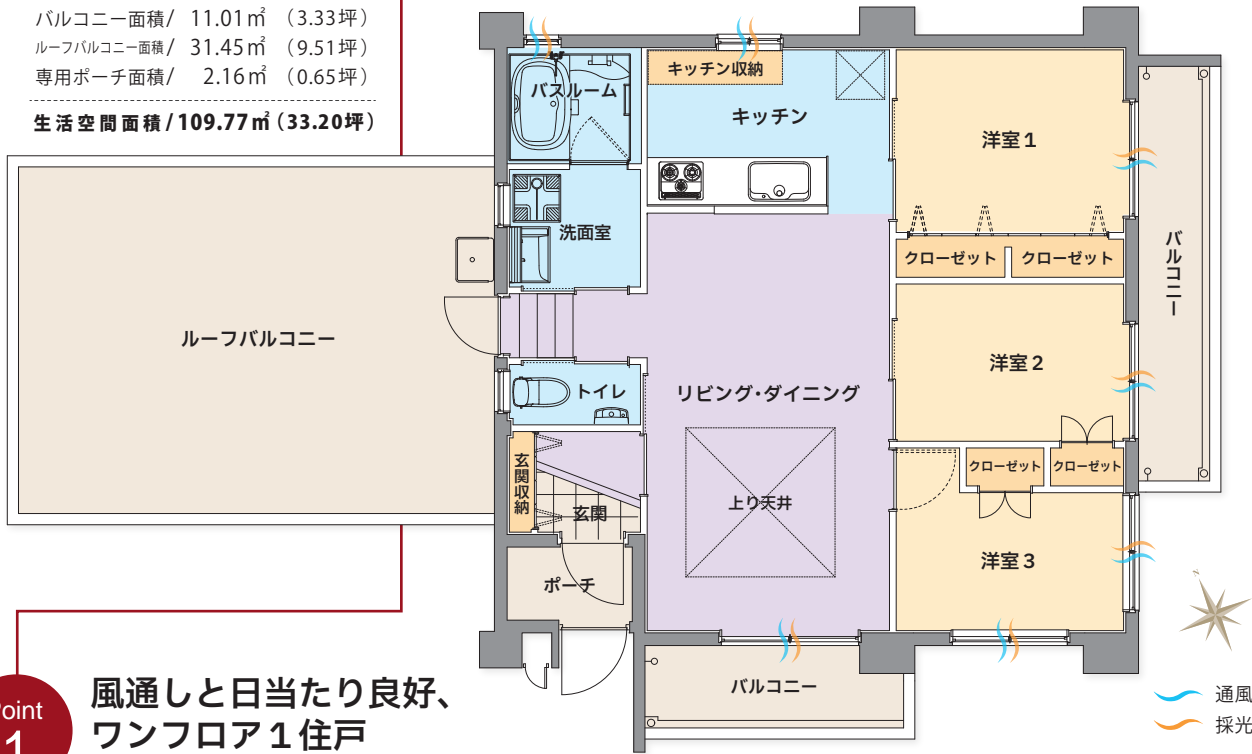 バルコニー面積/ 11.01㎡ (3.33坪)
ルーフバルコニー面積/ 31.45㎡ (9.51坪)
専用ポーチ面積/ 2.16㎡ (0.65坪)
生活空間面積/109.77㎡(33.20坪)
バスルーム
キッチン収納
キッチン
洋室1
洗面室
クローゼット
クローゼット
バルコニー
ルーフバルコニー
トイレ
リビング・ダイニング
洋室2
玄関収納
玄関
上り天井
クローゼット
クローゼット
洋室3
ポーチ
バルコニー
通風
採光
Point
1
風通しと日当たり良好、
ワンフロア1住戸